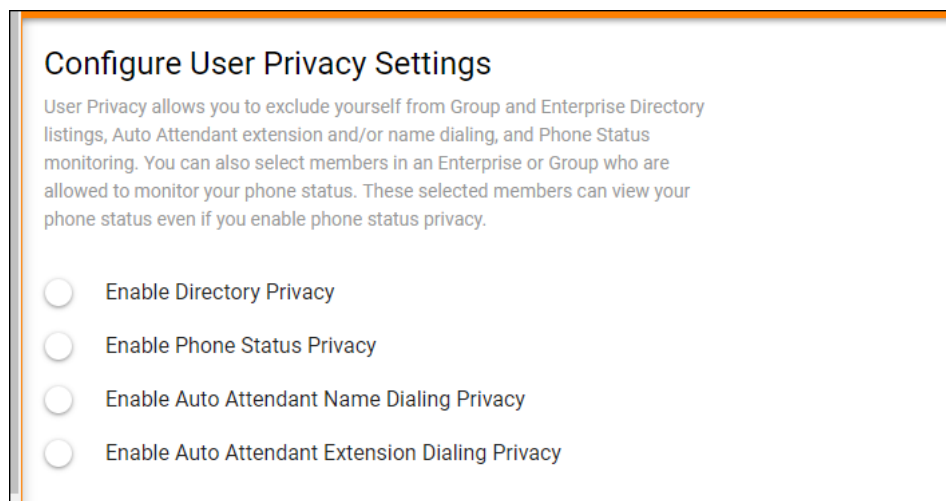 Configure User Privacy Settings
User Privacy allows you to exclude yourself from Group and Enterprise Directory
listings, Auto Attendant extension and/or name dialing, and Phone Status
monitoring. You can also select members in an Enterprise or Group who are
allowed to monitor your phone status. These selected members can view your
phone status even if you enable phone status privacy.
Enable Directory Privacy
Enable Phone Status Privacy
Enable Auto Attendant Name Dialing Privacy
Enable Auto Attendant Extension Dialing Privacy